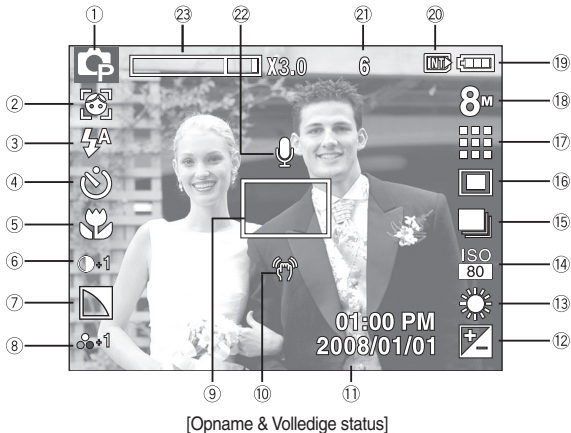 ㉓ ㉒ ㉑ ⑳
①
P X3.0 6 INT ⑲
② 8M ⑱
③ A ⑰
④ ⑯
⑤ ⑮
⑥ +1 ISO 80 ⑭
⑦ ⑬
01:00 PM
⑧ +1 2008/01/01 ⑫
⑨ ⑩ ⑪
[Opname & Volledige status]